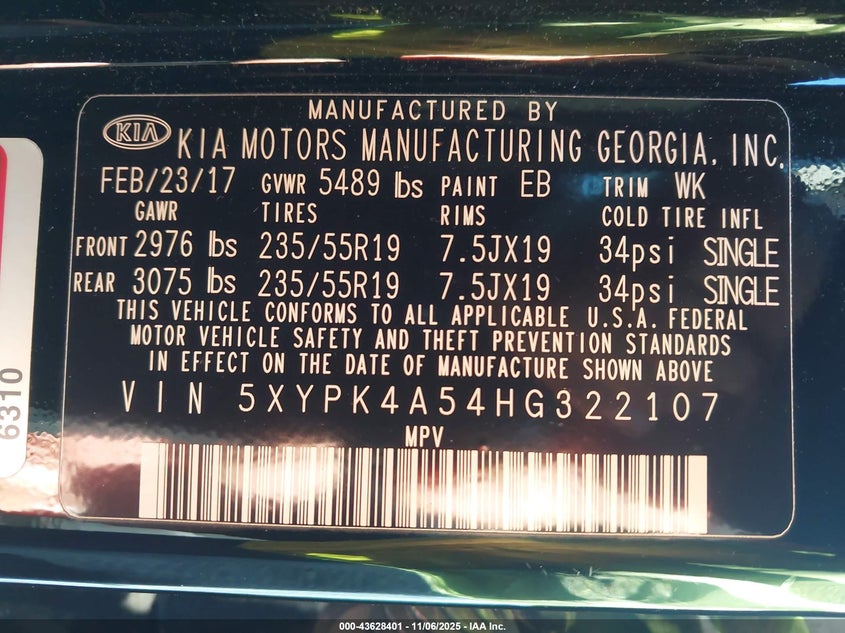 MANUFACTURED BY
KIA KIA MOTORS MANUFACTURING GEORGIA, INC.
FEB/23/17 GVWR 5489 lbs PAINT EB TRIM WK
GAWR TIRES RIMS COLD TIRE INFL
FRONT 2976 lbs 235/55R19 7.5JX19 34psi SINGLE
REAR 3075 lbs 235/55R19 7.5JX19 34psi SINGLE
THIS VEHICLE CONFORMS TO ALL APPLICABLE U.S.A. FEDERAL
MOTOR VEHICLE SAFETY AND THEFT PREVENTION STANDARDS
IN EFFECT ON THE DATE OF MANUFACTURE SHOWN ABOVE
VIN 5XYPK4A54HG322107
MPV
6310
000-43628401 - 11/06/2025 - IAA Inc.